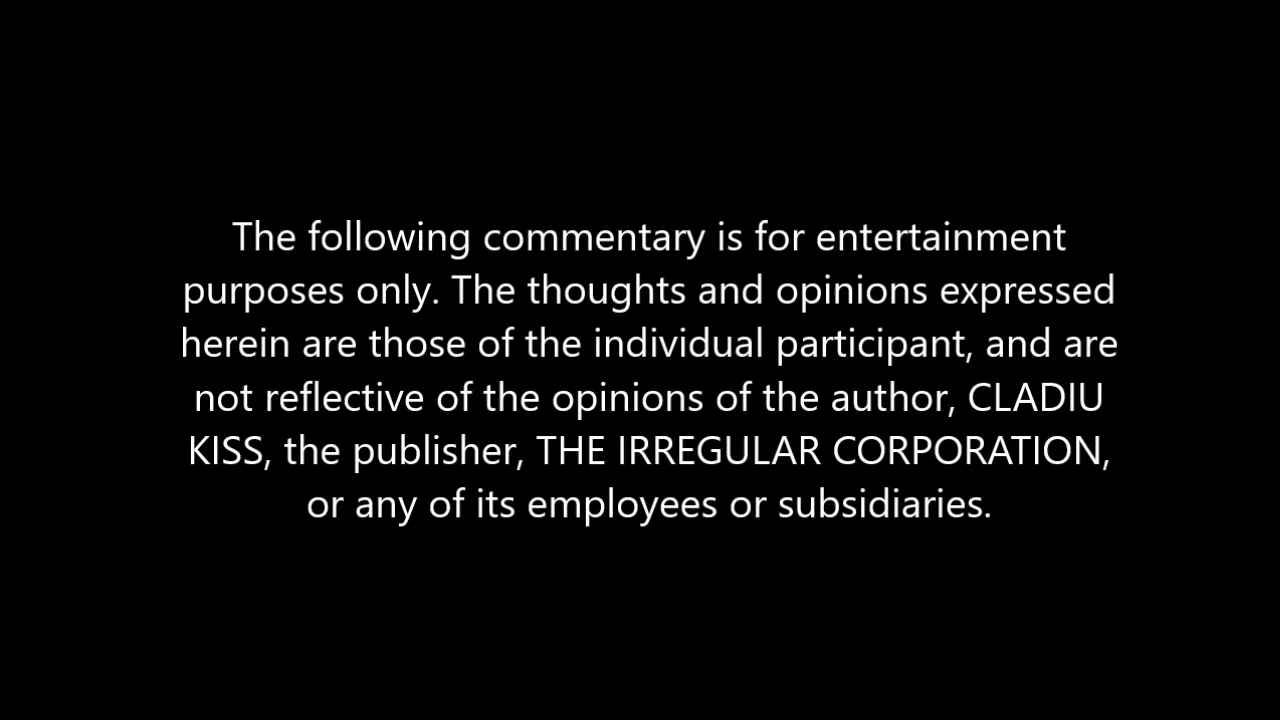 The following commentary is for entertainment
purposes only. The thoughts and opinions expressed
herein are those of the individual participant, and are
not reflective of the opinions of the author, CLADIU
KISS, the publisher, THE IRREGULAR CORPORATION,
or any of its employees or subsidiaries.